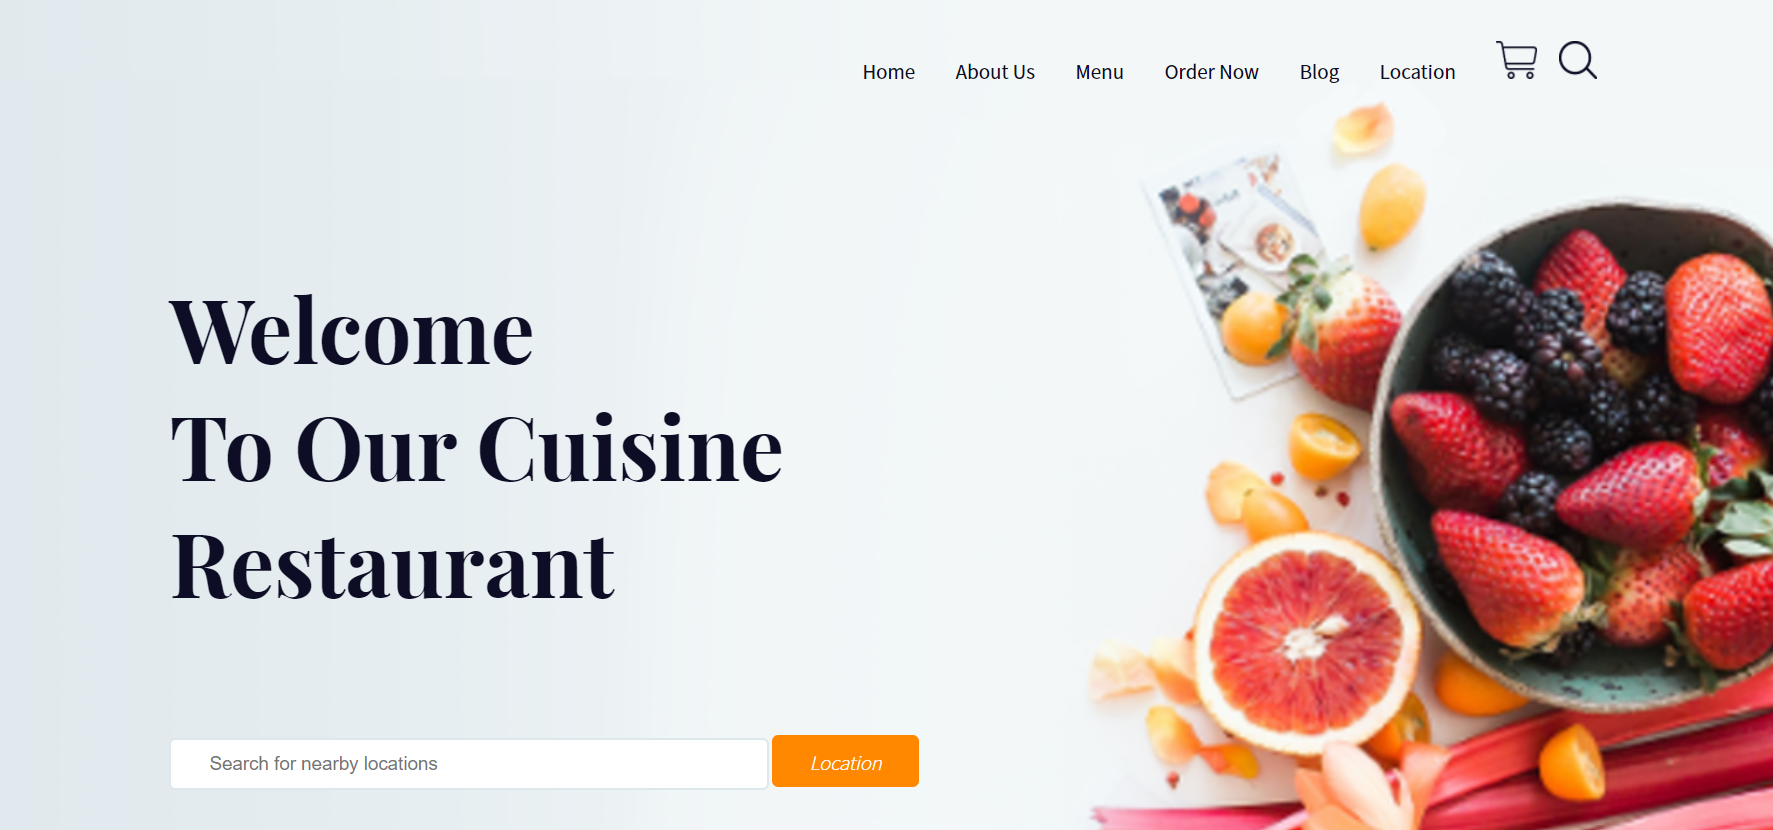 Home About Us Menu Order Now Blog Location
Welcome
To Our Cuisine
Restaurant
Search for nearby locations Location